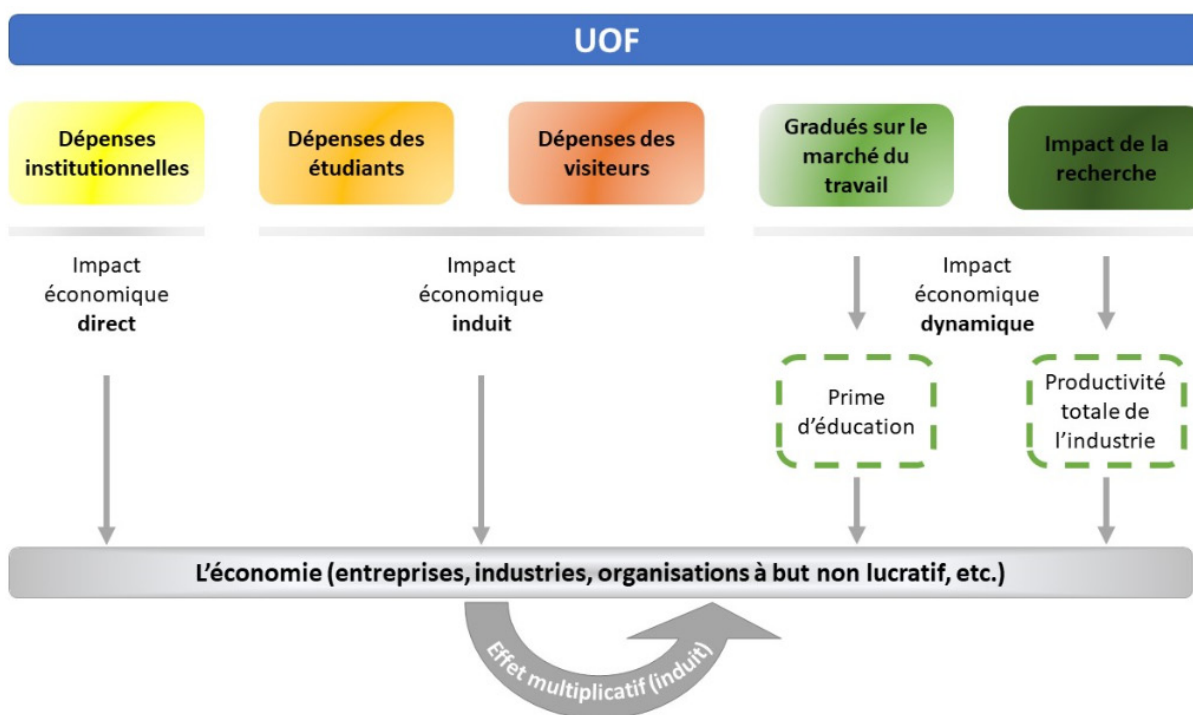 UOF
Dépenses
institutionnelles
Dépenses des
étudiants
Dépenses des
visiteurs
Gradués sur le
marché du
travail
Impact de la
recherche
Impact
économique
direct
Impact
économique
induit
Impact
économique
dynamique
Prime
d'éducation
Productivité
totale de
l'industrie
L'économie (entreprises, industries, organisations à but non lucratif, etc.)
Effet multiplicatif (induit)